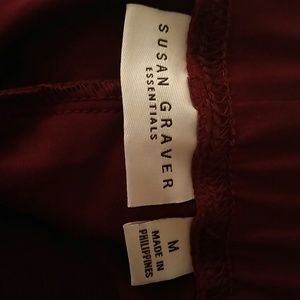 SUSAN GRAVER
ESSENTIALS
M
MADE IN
PHILIPPINES